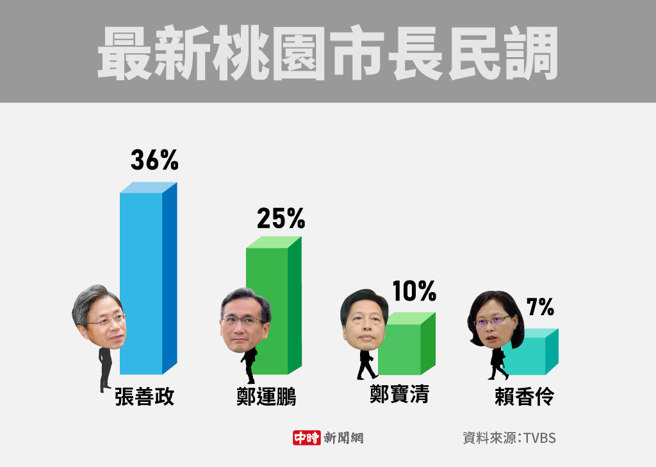 最新桃園市長民調
36%
25%
10%
7%
張善政
鄭運鵬
鄭寶清
賴香伶
中時 新聞網
資料來源：TVBS